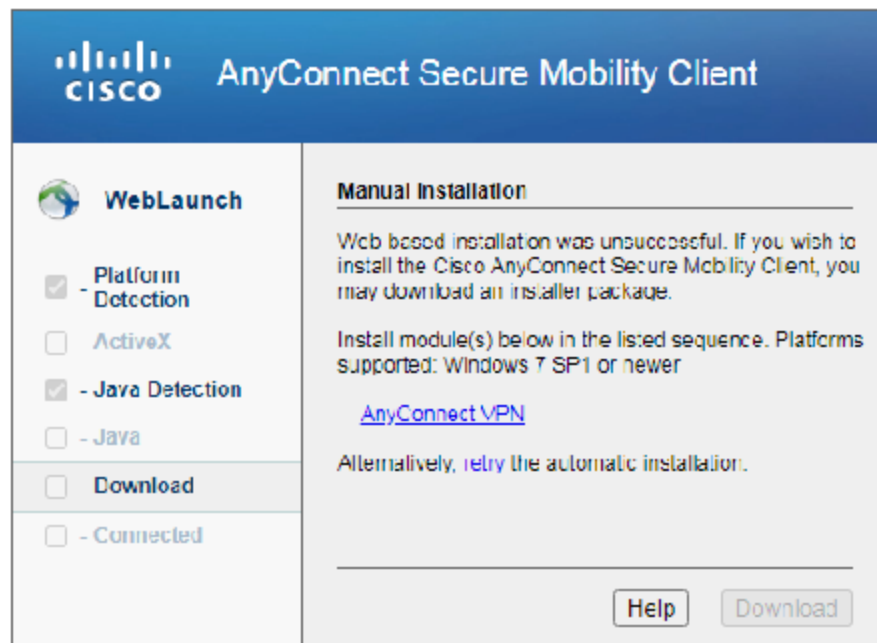 CISCO
AnyConnect Secure Mobility Client
WebLaunch
- Platform
Detection
ActiveX
- Java Detection
- Java
Download
- Connected
Manual Installation
Web based installation was unsuccessful. If you wish to
install the Cisco AnyConnect Secure Mobility Client, you
may download an installer package.
Install module(s) below in the listed sequence. Platforms
supported: Windows 7 SP1 or newer
AnyConnect VPN
Alternatively, retry the automatic installation.
Help
Download